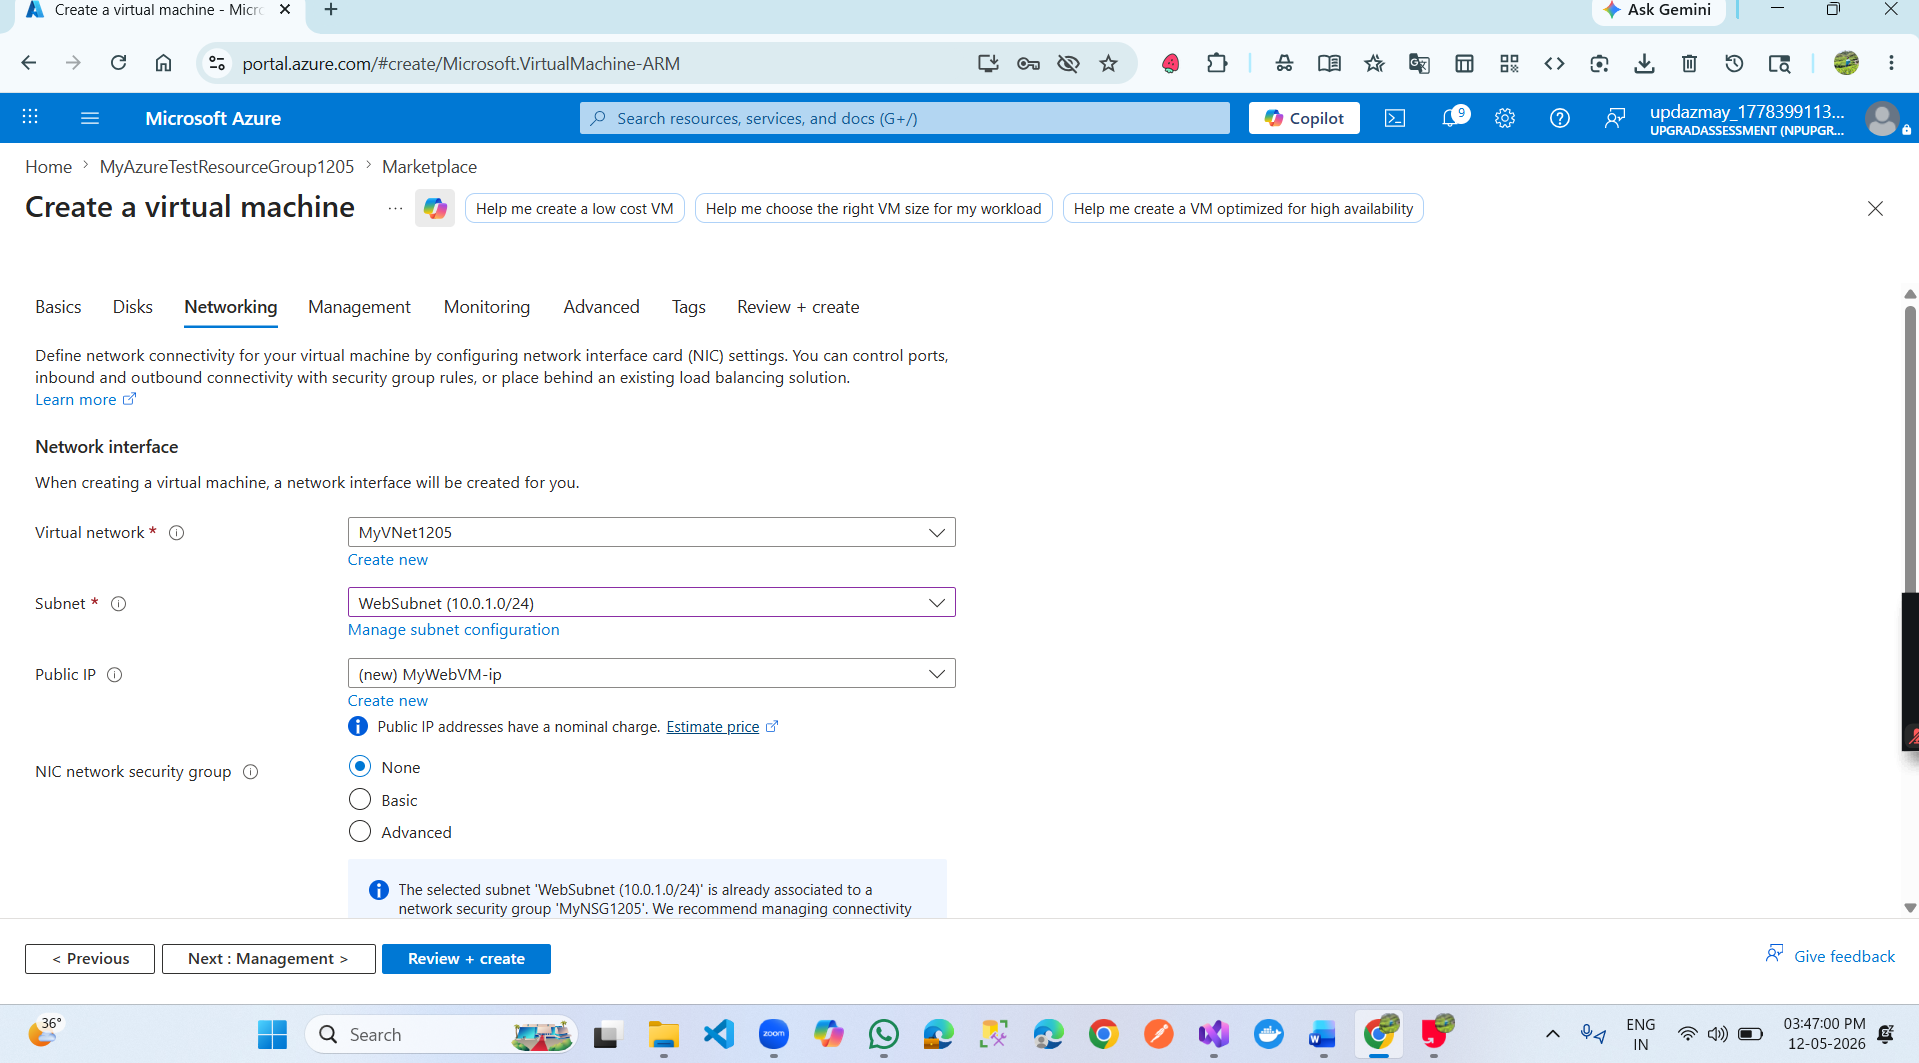 Create a virtual machine - Micr
Ask Gemini
portal.azure.com/#create/Microsoft.VirtualMachine-ARM
Microsoft Azure
Search resources, services, and docs (G+/)
Copilot
9
updazmay_1778399113...
UPGRADASSESSMENT (NPUPGR...
Home > MyAzureTestResourceGroup1205 > Marketplace
Create a virtual machine
...
Help me create a low cost VM
Help me choose the right VM size for my workload
Help me create a VM optimized for high availability
Basics
Disks
Networking
Management
Monitoring
Advanced
Tags
Review + create
Define network connectivity for your virtual machine by configuring network interface card (NIC) settings. You can control ports,
inbound and outbound connectivity with security group rules, or place behind an existing load balancing solution.
Learn more
Network interface
When creating a virtual machine, a network interface will be created for you.
Virtual network *
MyVNet1205
Create new
Subnet *
WebSubnet (10.0.1.0/24)
Manage subnet configuration
Public IP
(new) MyWebVM-ip
Create new
Public IP addresses have a nominal charge. Estimate price
NIC network security group
None
Basic
Advanced
The selected subnet 'WebSubnet (10.0.1.0/24)' is already associated to a
network security group 'MyNSG1205'. We recommend managing connectivity
< Previous
Next : Management >
Review + create
Give feedback
36°
Search
zoom
ENG
IN
03:47:00 PM
12-05-2026